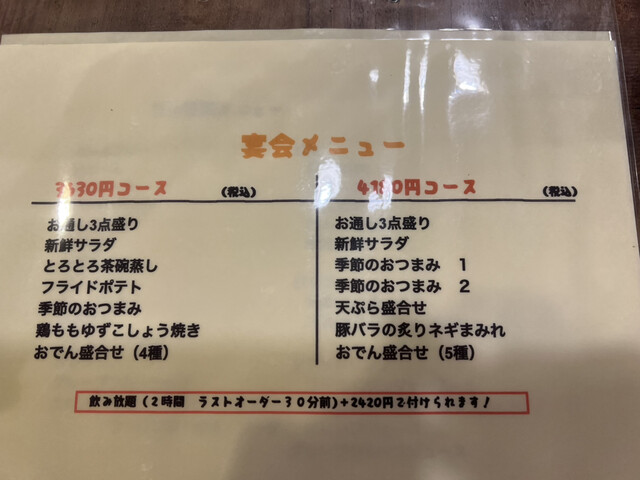 宴会メニュー
3630円コース （税込）
お通し3点盛り
新鮮サラダ
とろとろ茶碗蒸し
フライドポテト
季節のおつまみ
鶏ももゆずこしょう焼き
おでん盛合せ（4種）
4180円コース （税込）
お通し3点盛り
新鮮サラダ
季節のおつまみ　1
季節のおつまみ　2
天ぷら盛合せ
豚バラの炙りネギまみれ
おでん盛合せ（5種）
飲み放題（2時間　ラストオーダー30分前）+2420円で付けられます！